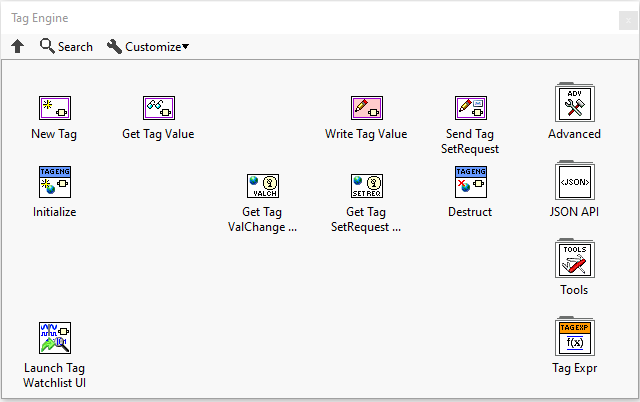 Tag Engine
x
Search Customize
ADV
New Tag Get Tag Value Write Tag Value Send Tag SetRequest Advanced
TAGENG VALCH SETREQ TAGENG <JSON>
Initialize Get Tag ValChange ... Get Tag SetRequest ... Destruct JSON API
TOOLS
Tools
TAG EXP
f(x)
Launch Tag Watchlist UI Tag Expr